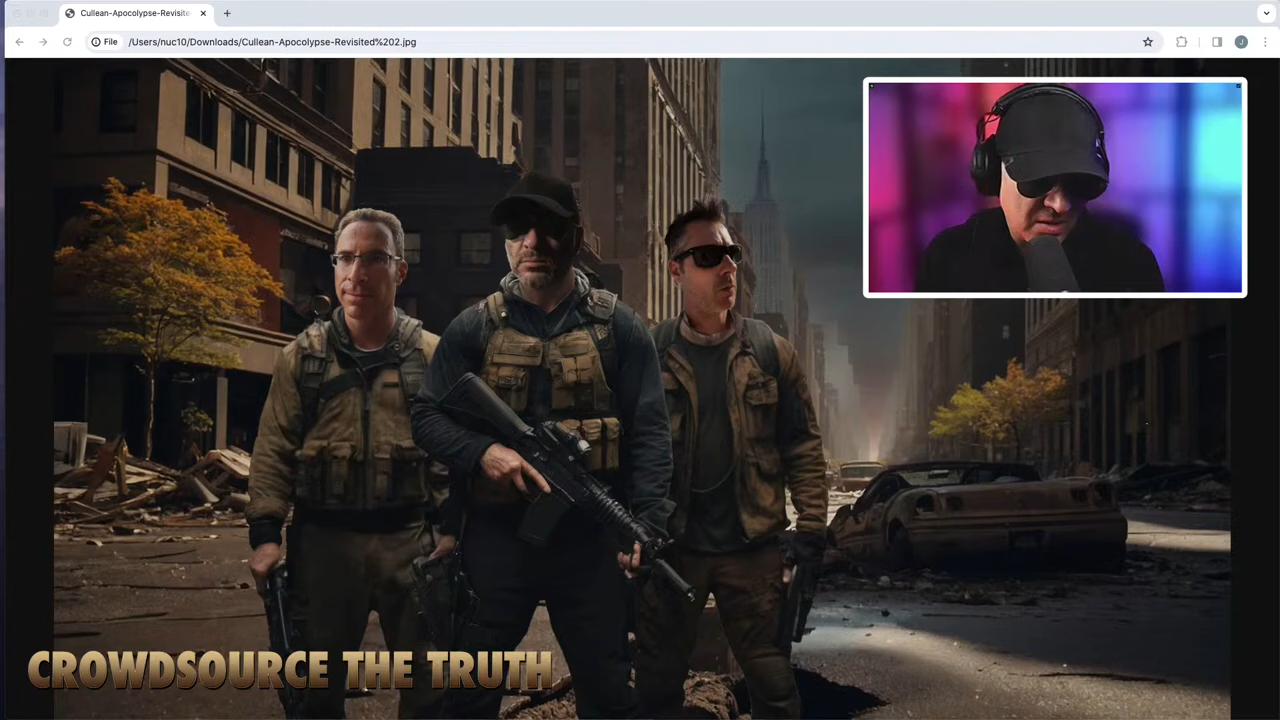 Cullean-Apocolypse-Revisite
File
/Users/nuc10/Downloads/Cullean-Apocolypse-Revisited%202.jpg
J
CROWDSOURCE THE TRUTH